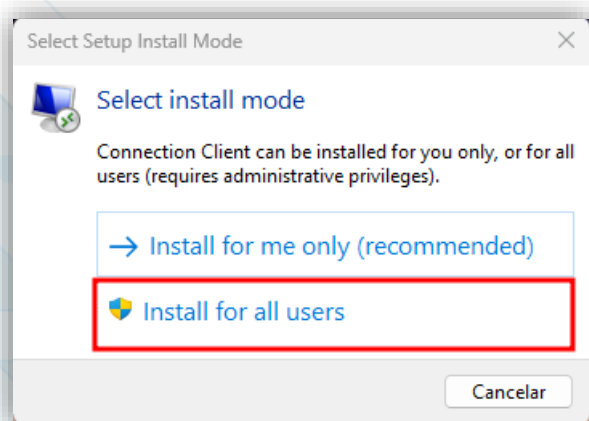 Select Setup Install Mode
Select install mode
Connection Client can be installed for you only, or for all
users (requires administrative privileges).
Install for me only (recommended)
Install for all users
Cancelar